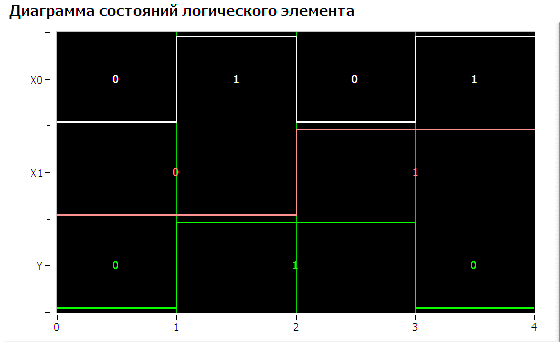 Диаграмма состояний логического элемента
X0
0 1 0 1
X1
0 1
Y
0 1 0
0 1 2 3 4